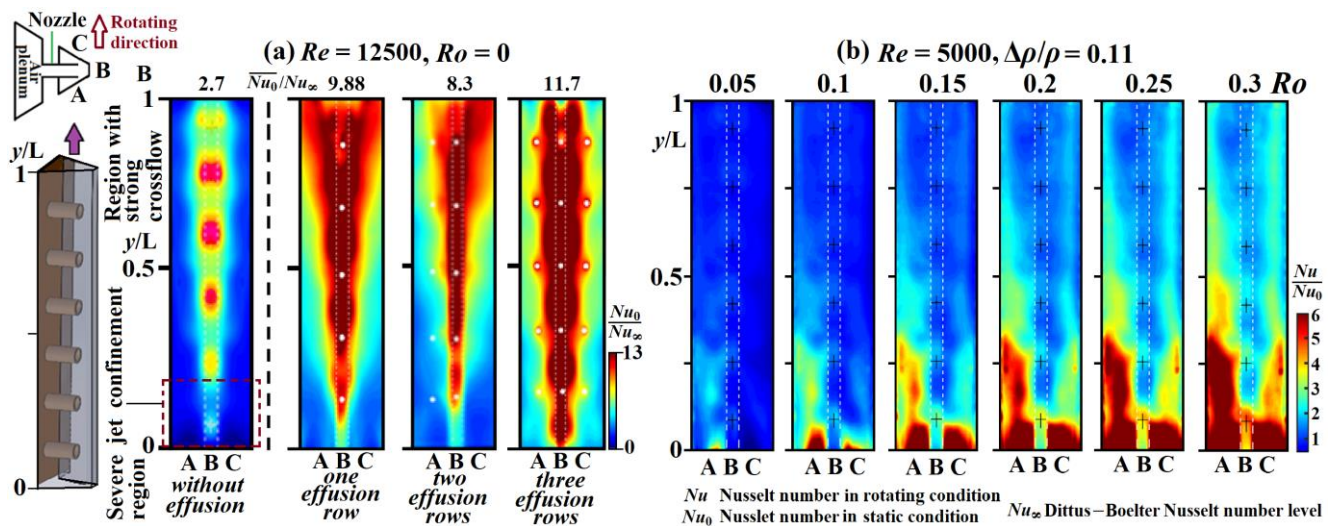 Nozzle
Rotating
direction
C
Air
plenum
B
A
(a) Re = 12500, Ro = 0
B
2.7
Nu₀/Nu∞
9.88
8.3
11.7
y/L
1
0
Region with
strong
crossflow
Severe jet confinement
region
1
y/L
0.5
0
A B C
without
effusion
A B C
one
effusion
row
A B C
two
effusion
rows
A B C
three
effusion
rows
Nu₀
Nu∞
13
0
(b) Re = 5000, Δρ/ρ = 0.11
0.05 0.1 0.15 0.2 0.25 0.3 Ro
1
y/L
0.5
0
A B C A B C A B C A B C A B C A B C
Nu
Nu₀
6
5
4
3
2
1
Nu Nusselt number in rotating condition
Nu₀ Nusslet number in static condition
Nu∞ Dittus−Boelter Nusselt number level